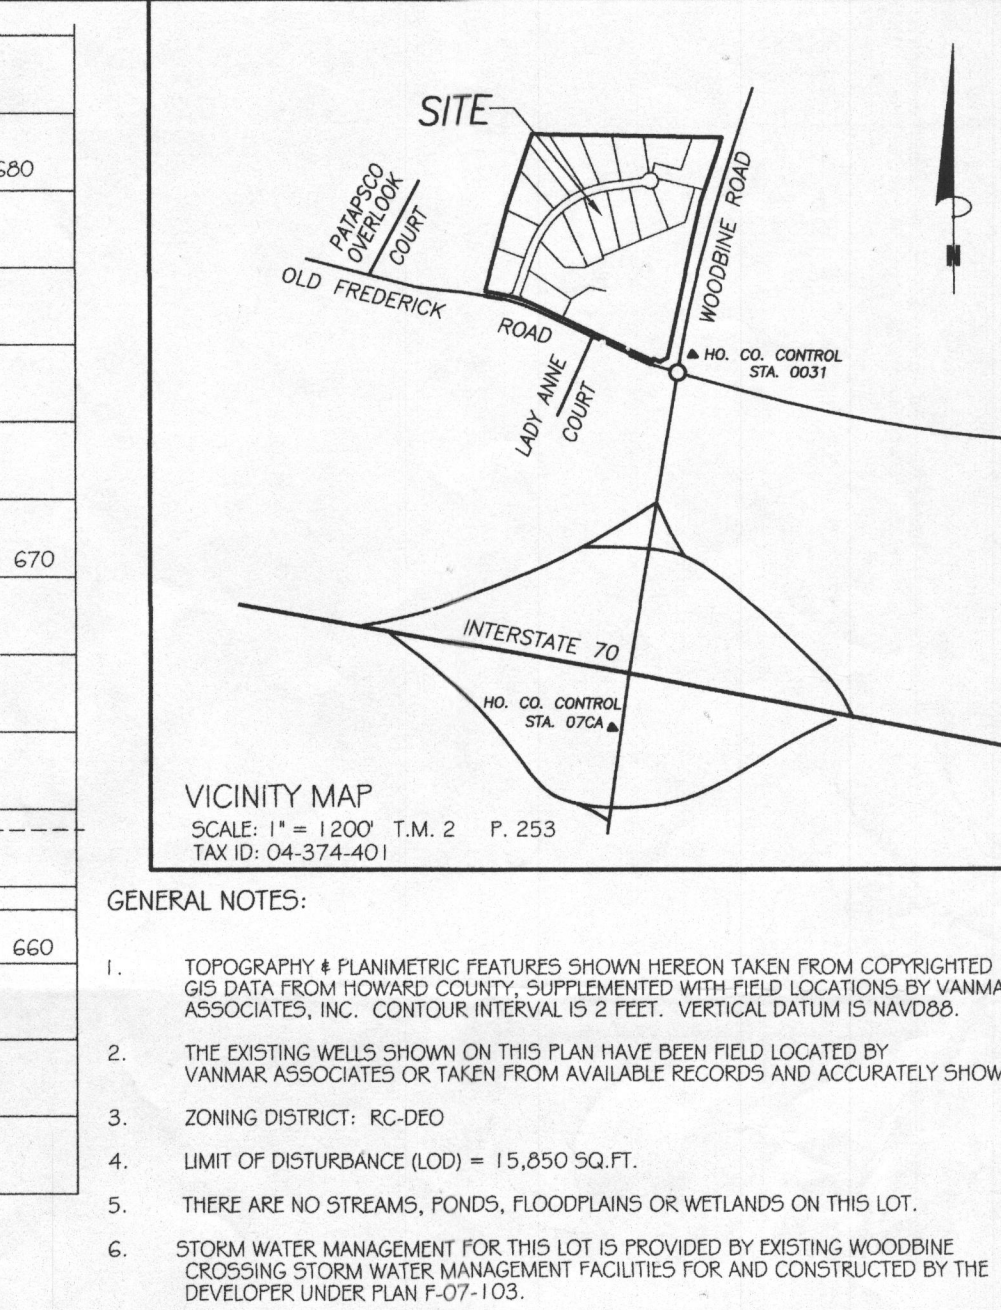 680
670
660
SITE
PATAPSCO
OVERLOOK
COURT
OLD FREDERICK
ROAD
WOODBINE ROAD
LADY ANNE
COURT
HO. CO. CONTROL
STA. 0031
N
INTERSTATE 70
HO. CO. CONTROL
STA. 07CA
VICINITY MAP
SCALE: 1" = 1200' T.M. 2 P. 253
TAX ID: 04-374-401
GENERAL NOTES:
1. TOPOGRAPHY & PLANIMETRIC FEATURES SHOWN HEREON TAKEN FROM COPYRIGHTED
GIS DATA FROM HOWARD COUNTY, SUPPLEMENTED WITH FIELD LOCATIONS BY VANMA
ASSOCIATES, INC. CONTOUR INTERVAL IS 2 FEET. VERTICAL DATUM IS NAVD88.
2. THE EXISTING WELLS SHOWN ON THIS PLAN HAVE BEEN FIELD LOCATED BY
VANMAR ASSOCIATES OR TAKEN FROM AVAILABLE RECORDS AND ACCURATELY SHOW
3. ZONING DISTRICT: RC-DEO
4. LIMIT OF DISTURBANCE (LOD) = 15,850 SQ.FT.
5. THERE ARE NO STREAMS, PONDS, FLOODPLAINS OR WETLANDS ON THIS LOT.
6. STORM WATER MANAGEMENT FOR THIS LOT IS PROVIDED BY EXISTING WOODBINE
CROSSING STORM WATER MANAGEMENT FACILITIES FOR AND CONSTRUCTED BY THE
DEVELOPER UNDER PLAN F-07-103.